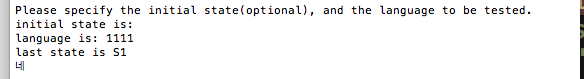 Please specify the initial state(optional), and the language to be tested.
initial state is:
language is: 1111
last state is S1